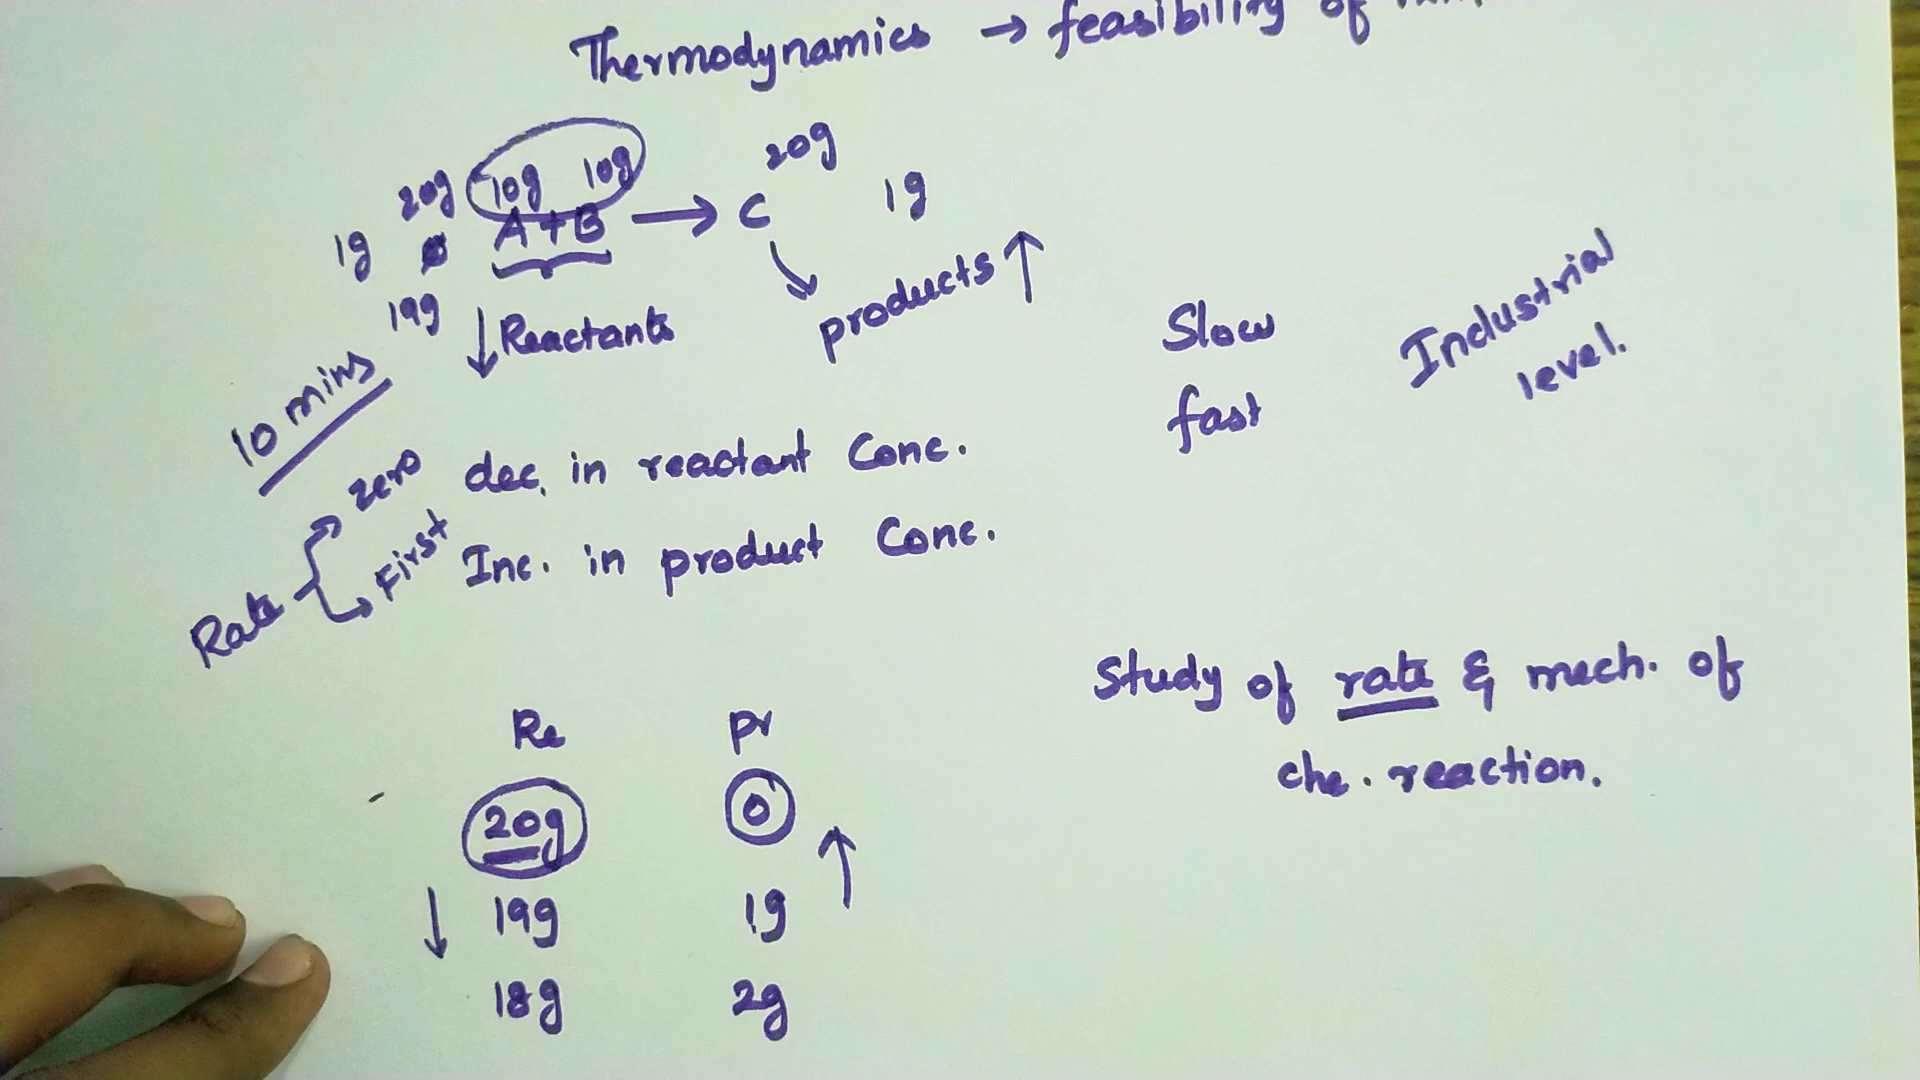 Thermodynamics → feasibility of
20g 10g 10g 20g
1g A+B → C 1g
19g ↓Reactants products ↑
10 mins
Slow
fast
Industrial
level.
dec. in reactant Conc.
Inc. in product Conc.
Rate
zero
First
Study of rate & mech. of
che. reaction.
Re pr
20g 0
↓ 19g 1g ↑
18g 2g